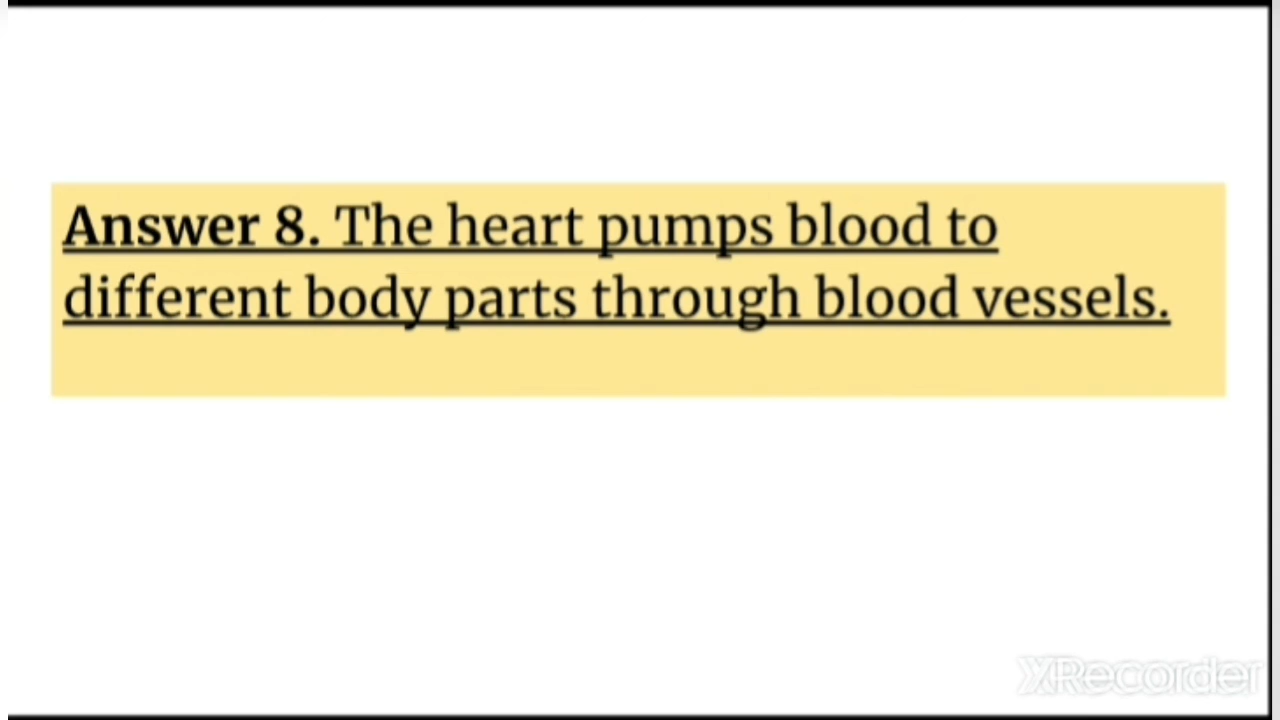 Answer 8. The heart pumps blood to
different body parts through blood vessels.
XRecorder